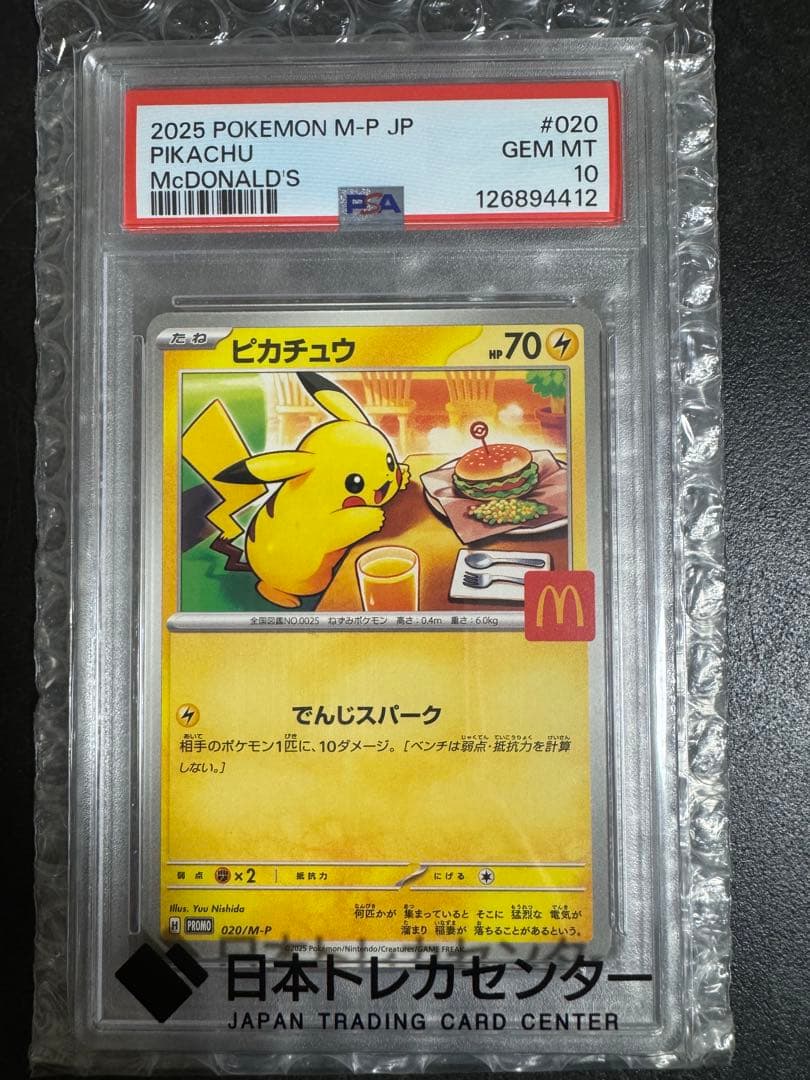 2025 POKEMON M-P JP #020
PIKACHU GEM MT
McDONALD'S 10
126894412
PSA
たね ピカチュウ HP70
全国図鑑NO.0025 ねずみポケモン 高さ:0.4m 重さ:6.0kg
でんじスパーク
相手のポケモン1匹に、10ダメージ。[ベンチは弱点・抵抗力を計算
しない。]
弱点 ×2 抵抗力 にげる
Illus. Yuu Nishida
何匹かが 集まっていると そこに 猛烈な 電気が
溜まり 稲妻が 落ちることがあるという。
H PROMO 020/M-P
©2025 Pokémon/Nintendo/Creatures/GAME FREAK
日本トレカセンター
JAPAN TRADING CARD CENTER